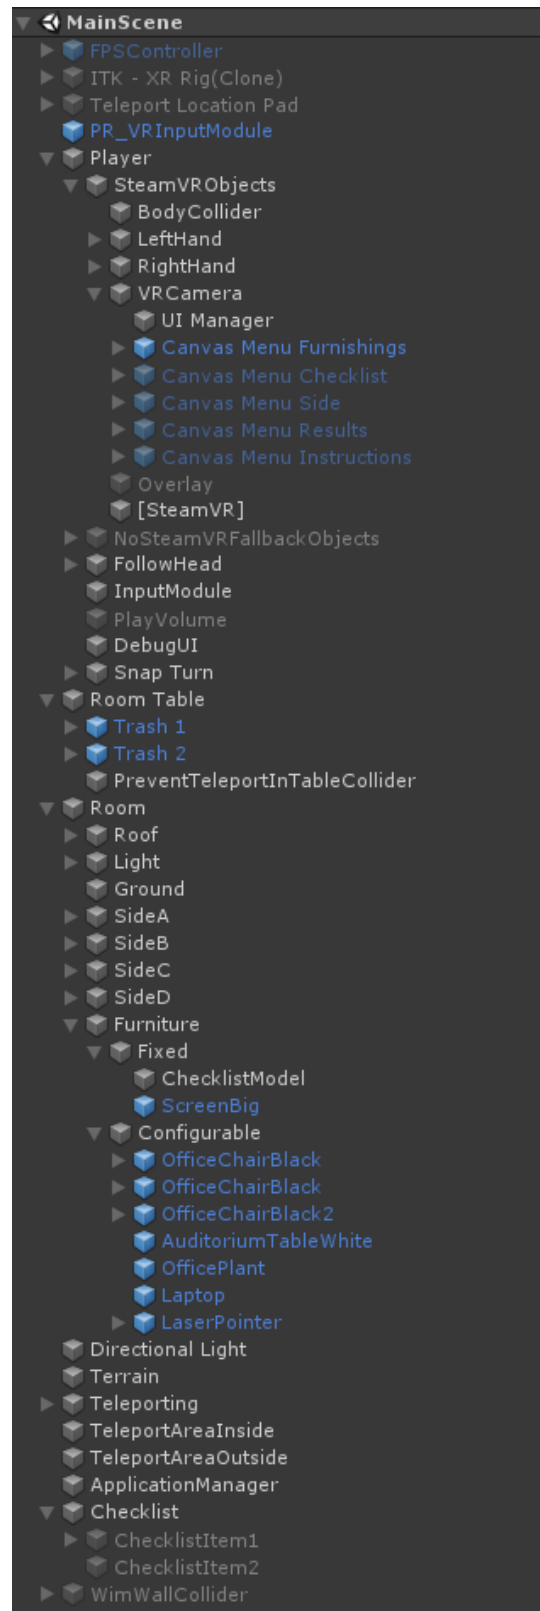 MainScene
FPSController
ITK - XR Rig(Clone)
Teleport Location Pad
PR_VRInputModule
Player
SteamVRObjects
BodyCollider
LeftHand
RightHand
VRCamera
UI Manager
Canvas Menu Furnishings
Canvas Menu Checklist
Canvas Menu Side
Canvas Menu Results
Canvas Menu Instructions
Overlay
[SteamVR]
NoSteamVRFallbackObjects
FollowHead
InputModule
PlayVolume
DebugUI
Snap Turn
Room Table
Trash 1
Trash 2
PreventTeleportInTableCollider
Room
Roof
Light
Ground
SideA
SideB
SideC
SideD
Furniture
Fixed
ChecklistModel
ScreenBig
Configurable
OfficeChairBlack
OfficeChairBlack
OfficeChairBlack2
AuditoriumTableWhite
OfficePlant
Laptop
LaserPointer
Directional Light
Terrain
Teleporting
TeleportAreaInside
TeleportAreaOutside
ApplicationManager
Checklist
ChecklistItem1
ChecklistItem2
WimWallCollider